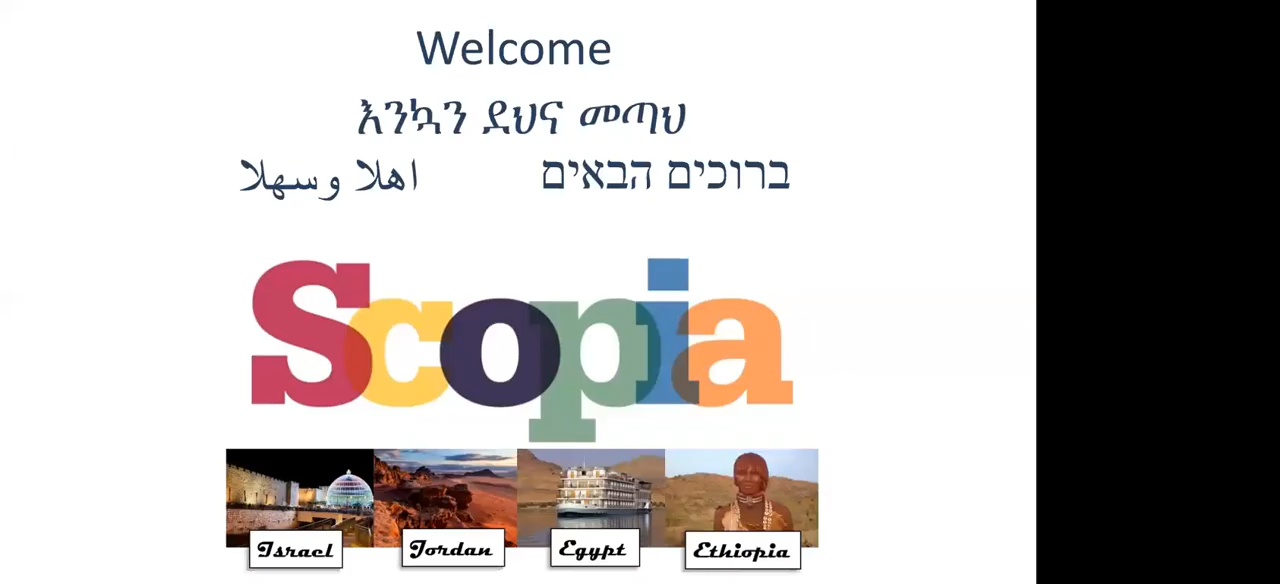 Welcome
እንኳን ደህና መጣህ
اهلا وسهلا ברוכים הבאים
Scopia
Israel Jordan Egypt Ethiopia